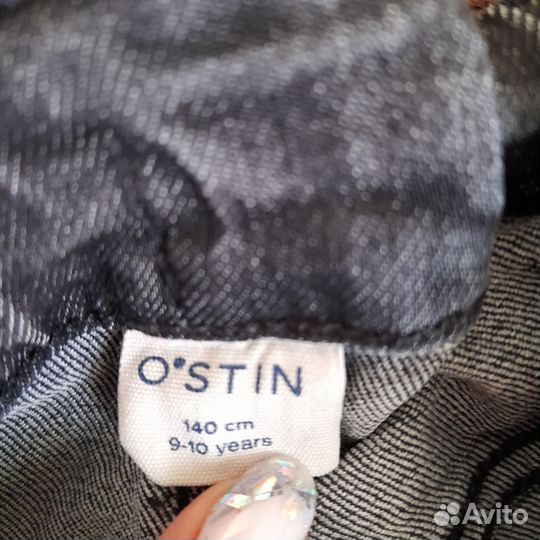 O'STIN
140 cm
9-10 years
Avito